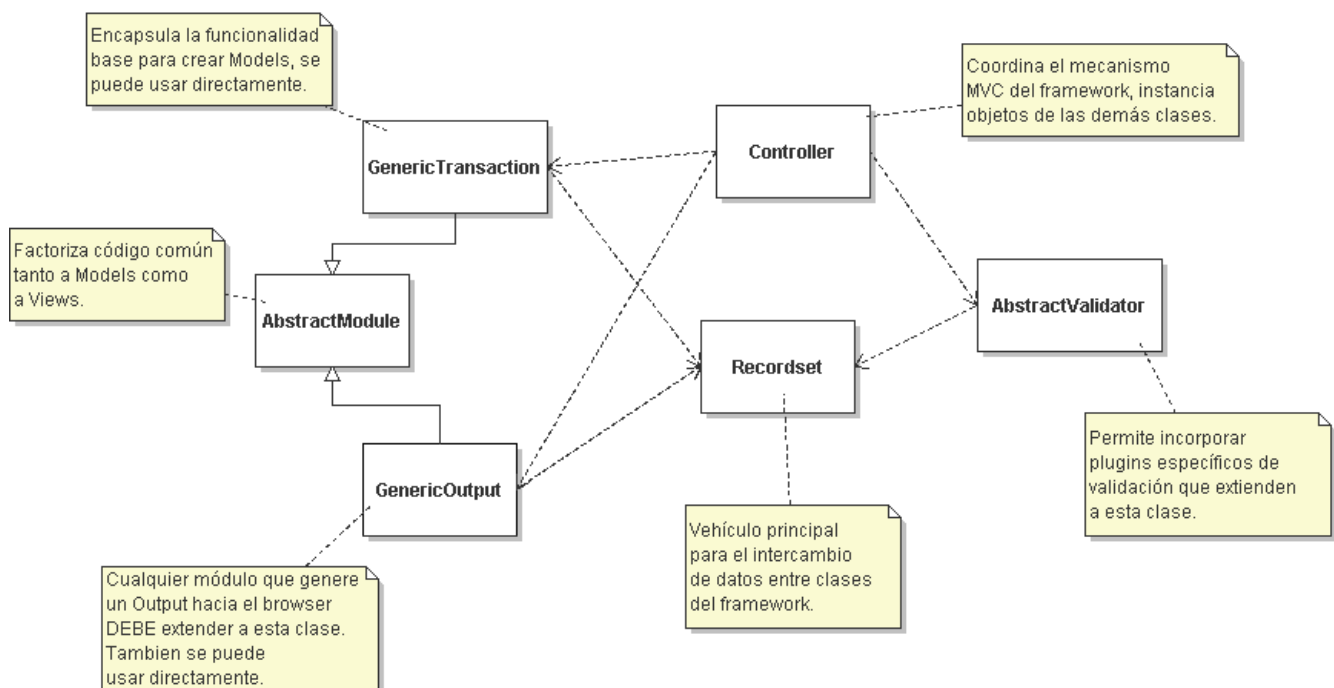 Encapsula la funcionalidad
base para crear Models, se
puede usar directamente.
Coordina el mecanismo
MVC del framework, instancia
objetos de las demás clases.
GenericTransaction
Controller
Factoriza código común
tanto a Models como
a Views.
AbstractModule
AbstractValidator
Recordset
GenericOutput
Permite incorporar
plugins específicos de
validación que extienden
a esta clase.
Vehículo principal
para el intercambio
de datos entre clases
del framework.
Cualquier módulo que genere
un Output hacia el browser
DEBE extender a esta clase.
Tambien se puede
usar directamente.